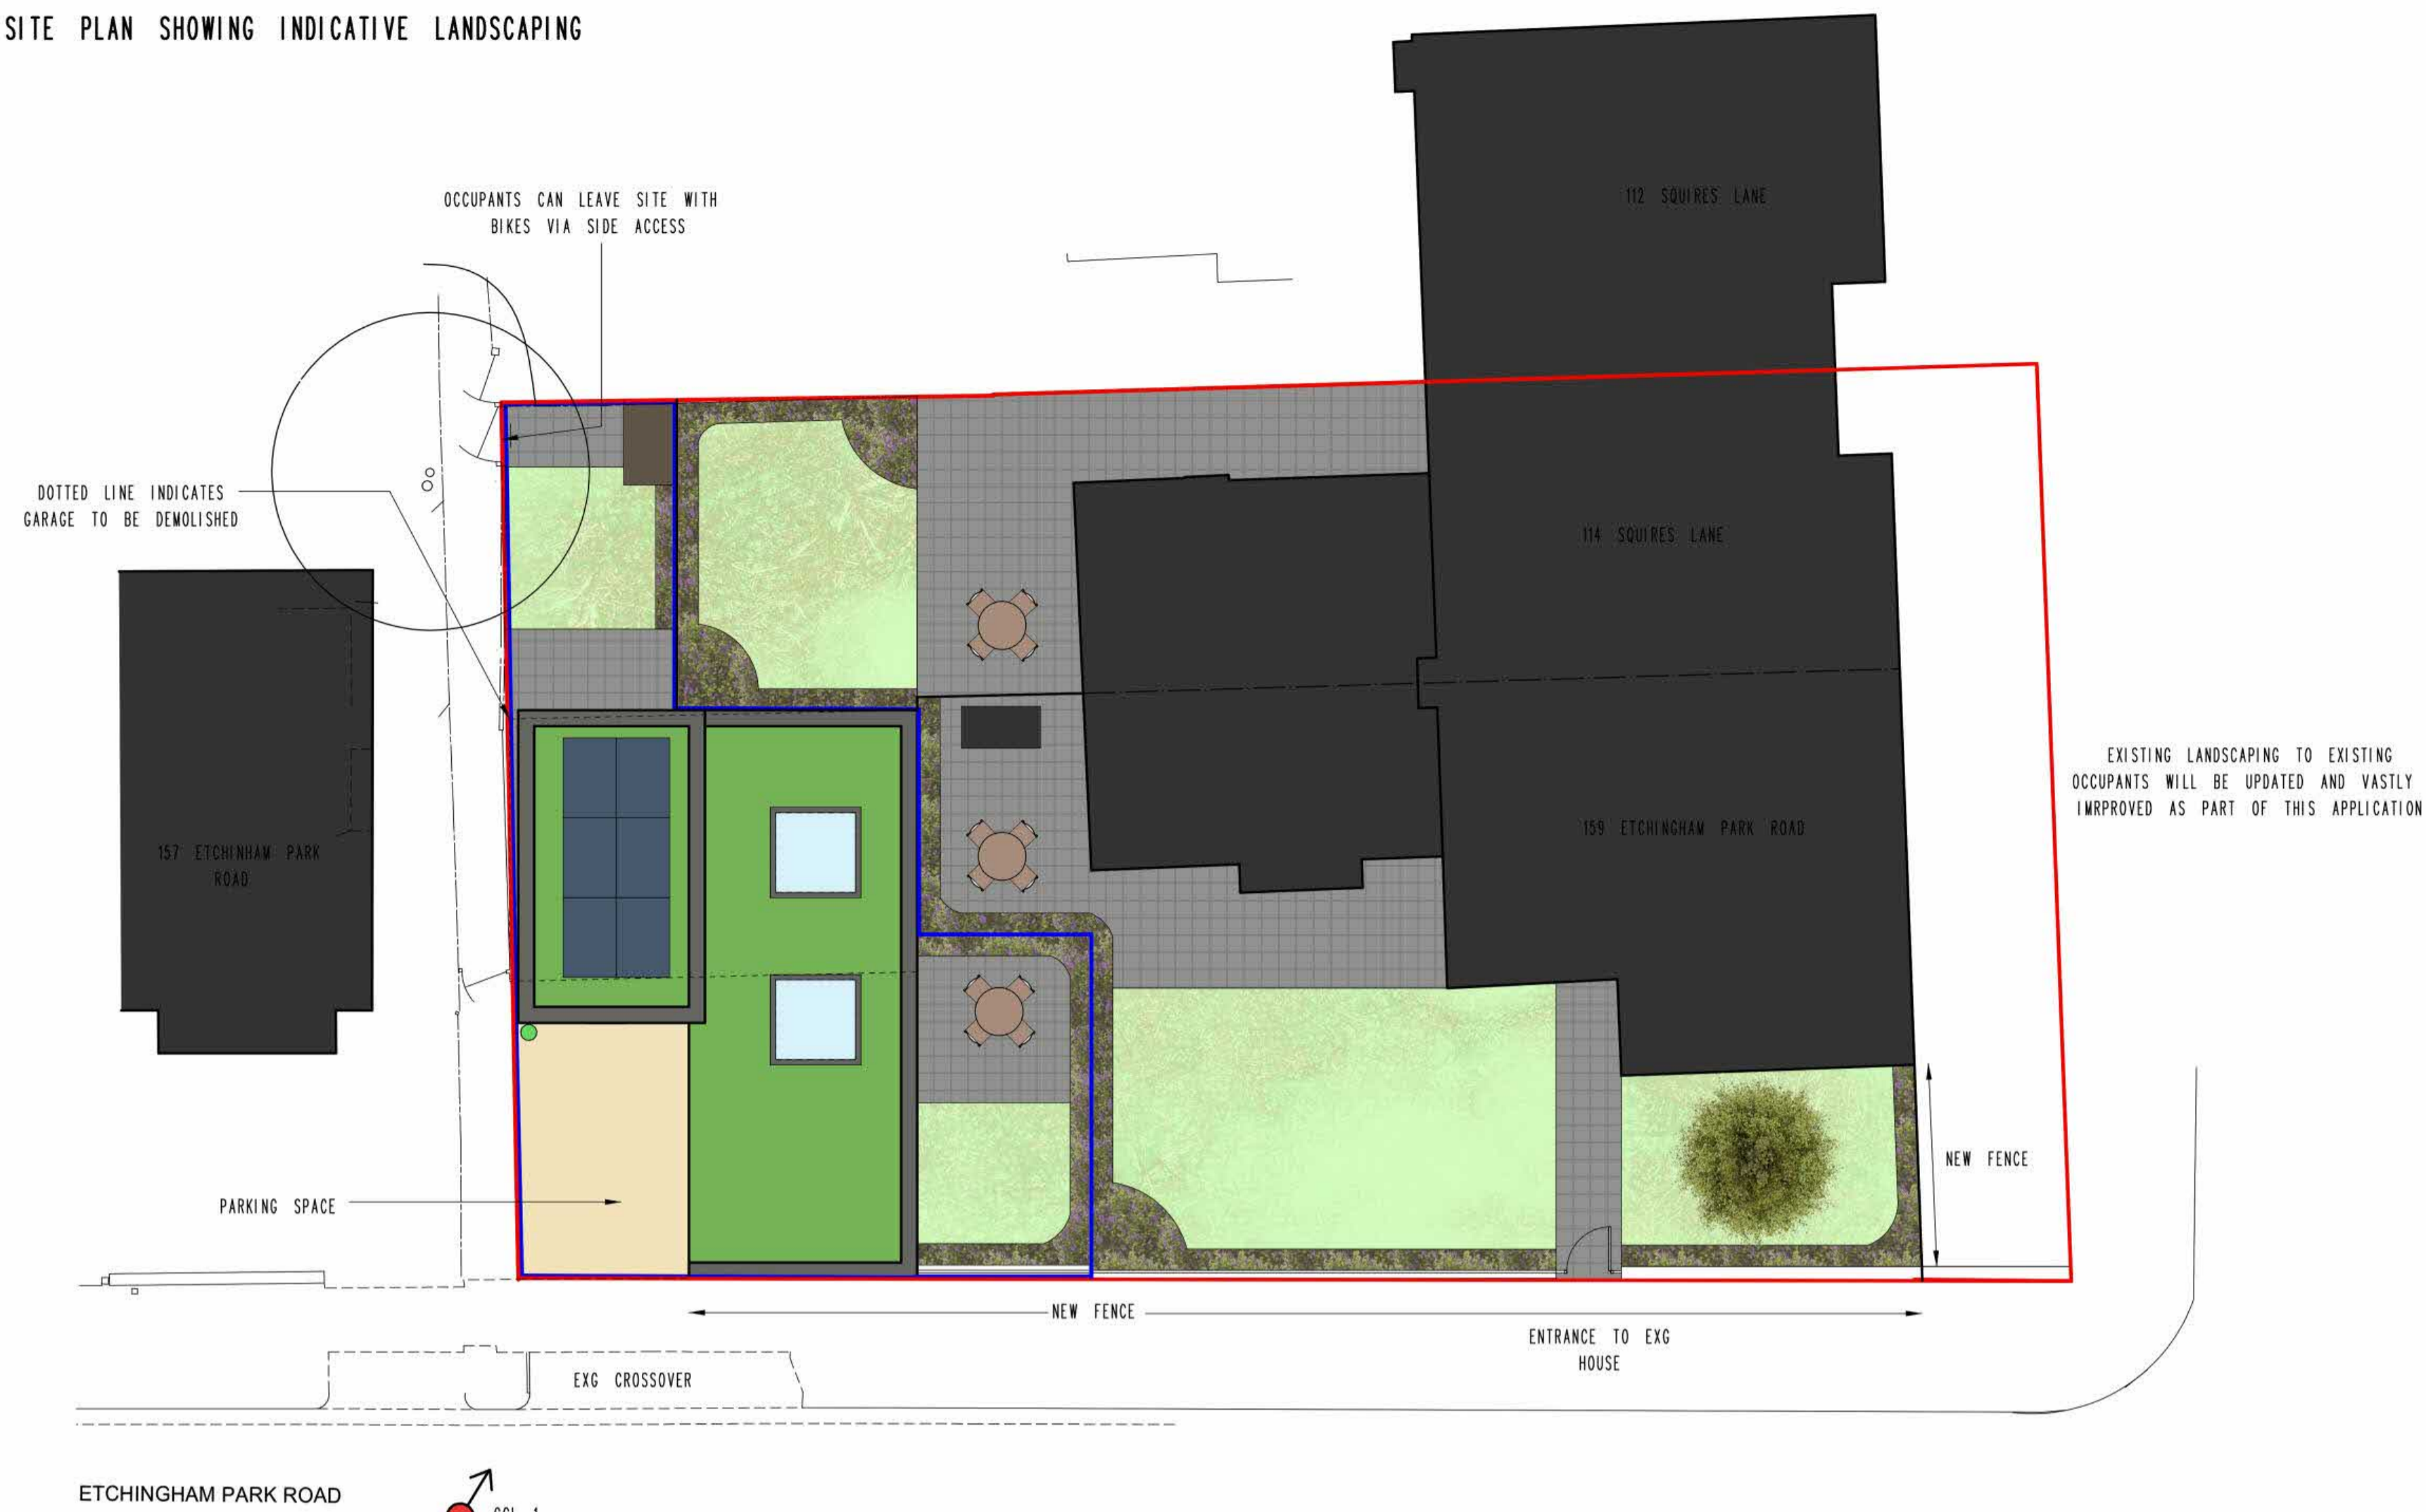 SITE PLAN SHOWING INDICATIVE LANDSCAPING
112 SQUIRES LANE
OCCUPANTS CAN LEAVE SITE WITH
BIKES VIA SIDE ACCESS
DOTTED LINE INDICATES
GARAGE TO BE DEMOLISHED
114 SQUIRES LANE
EXISTING LANDSCAPING TO EXISTING
OCCUPANTS WILL BE UPDATED AND VASTLY
IMRPROVED AS PART OF THIS APPLICATION
159 ETCHINGHAM PARK ROAD
157 ETCHINHAM PARK
ROAD
NEW FENCE
PARKING SPACE
NEW FENCE
ENTRANCE TO EXG
HOUSE
EXG CROSSOVER
ETCHINGHAM PARK ROAD